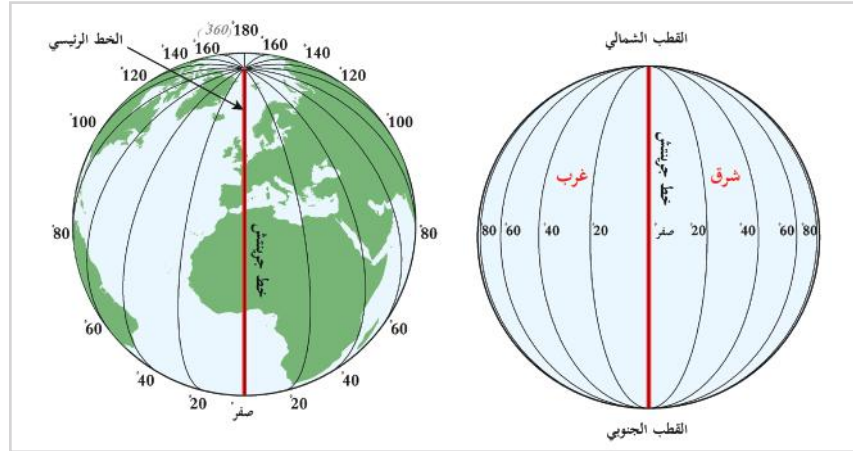 الخط الرئيسي
(360) °180
°160 °160
°140 °140
°120 °120
°100 °100
°80 °80
°60 °60
°40 °40
°20 °20
صفر°
خط جرينتش
القطب الشمالي
خط جرينتش
غرب
شرق
°80 °60 °40 °20 صفر° °20 °40 °60 °80
القطب الجنوبي